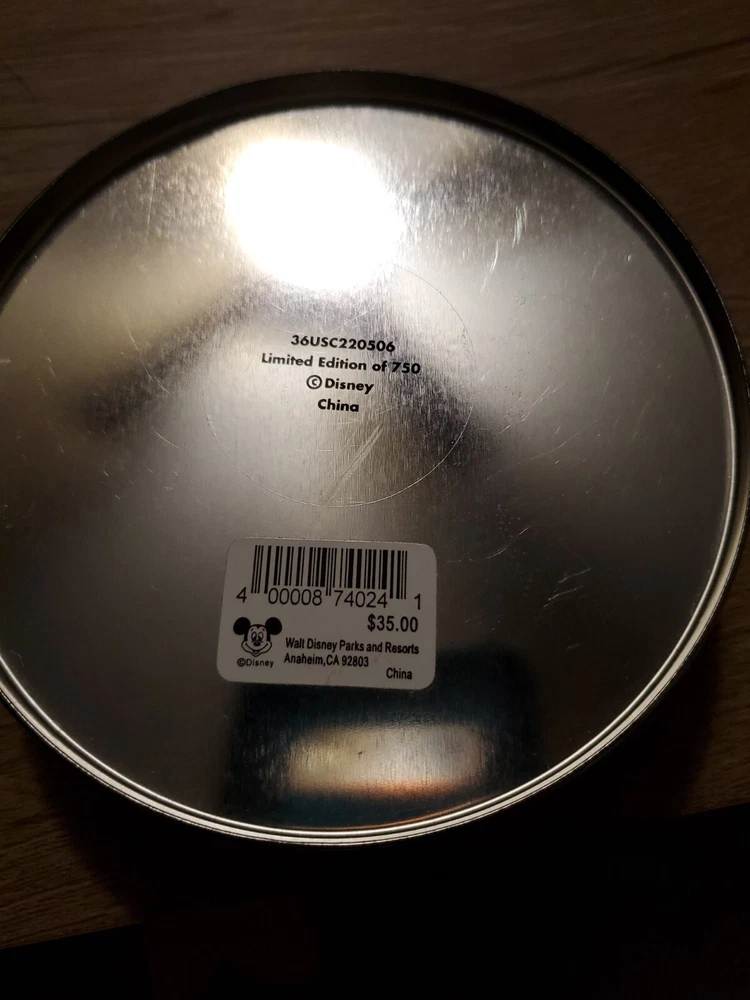 36USC220506
Limited Edition of 750
©Disney
China
4 00008 74024 1
$35.00
©Disney
Walt Disney Parks and Resorts
Anaheim,CA 92803
China